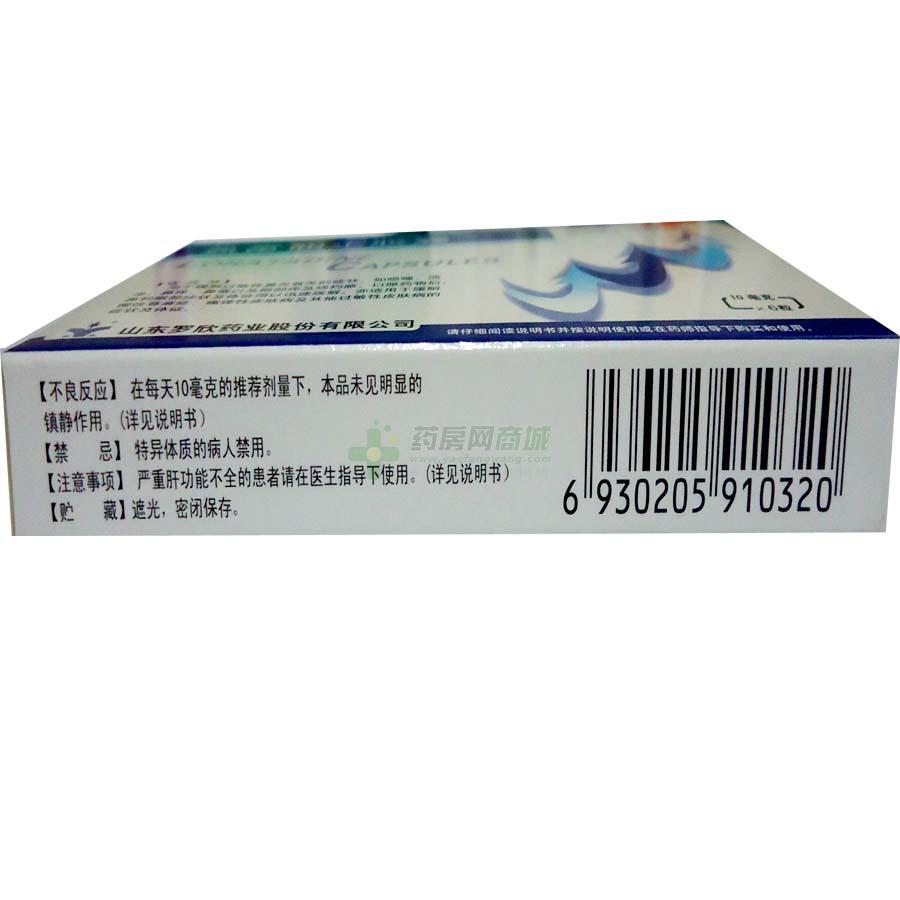 CAPSULES
10毫克
×6粒
山东罗欣药业股份有限公司
请仔细阅读说明书并按说明使用或在药师指导下购买和使用。
【不良反应】在每天10毫克的推荐剂量下，本品未见明显的
镇静作用。(详见说明书)
【禁 忌】特异体质的病人禁用。
【注意事项】严重肝功能不全的患者请在医生指导下使用。(详见说明书)
【贮 藏】遮光，密闭保存。
6 930205 910320
药房网商城
www.yaofangwang.com